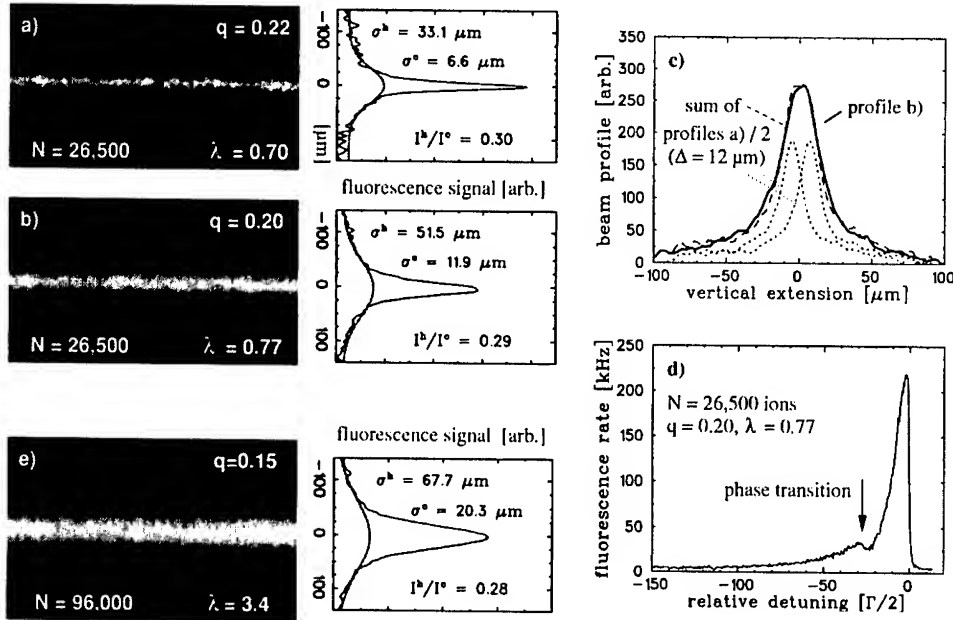 a)
q = 0.22
N = 26,500 λ = 0.70
-100
0
[μm]
σʰ = 33.1 μm
σᶜ = 6.6 μm
Iʰ/Iᶜ = 0.30
fluorescence signal [arb.]
b)
q = 0.20
N = 26,500 λ = 0.77
-100
0
100
σʰ = 51.5 μm
σᶜ = 11.9 μm
Iʰ/Iᶜ = 0.29
fluorescence signal [arb.]
e)
q=0.15
N = 96.000 λ = 3.4
-100
0
100
σʰ = 67.7 μm
σᶜ = 20.3 μm
Iʰ/Iᶜ = 0.28
c)
beam profile [arb.]
350
300
250
200
150
100
50
0
sum of
profiles a) / 2
(Δ = 12 μm)
profile b)
-100 -50 0 50 100
vertical extension [μm]
d)
fluorescence rate [kHz]
250
200
150
100
50
0
N = 26,500 ions
q = 0.20, λ = 0.77
phase transition
-150 -100 -50 0
relative detuning [Γ/2]